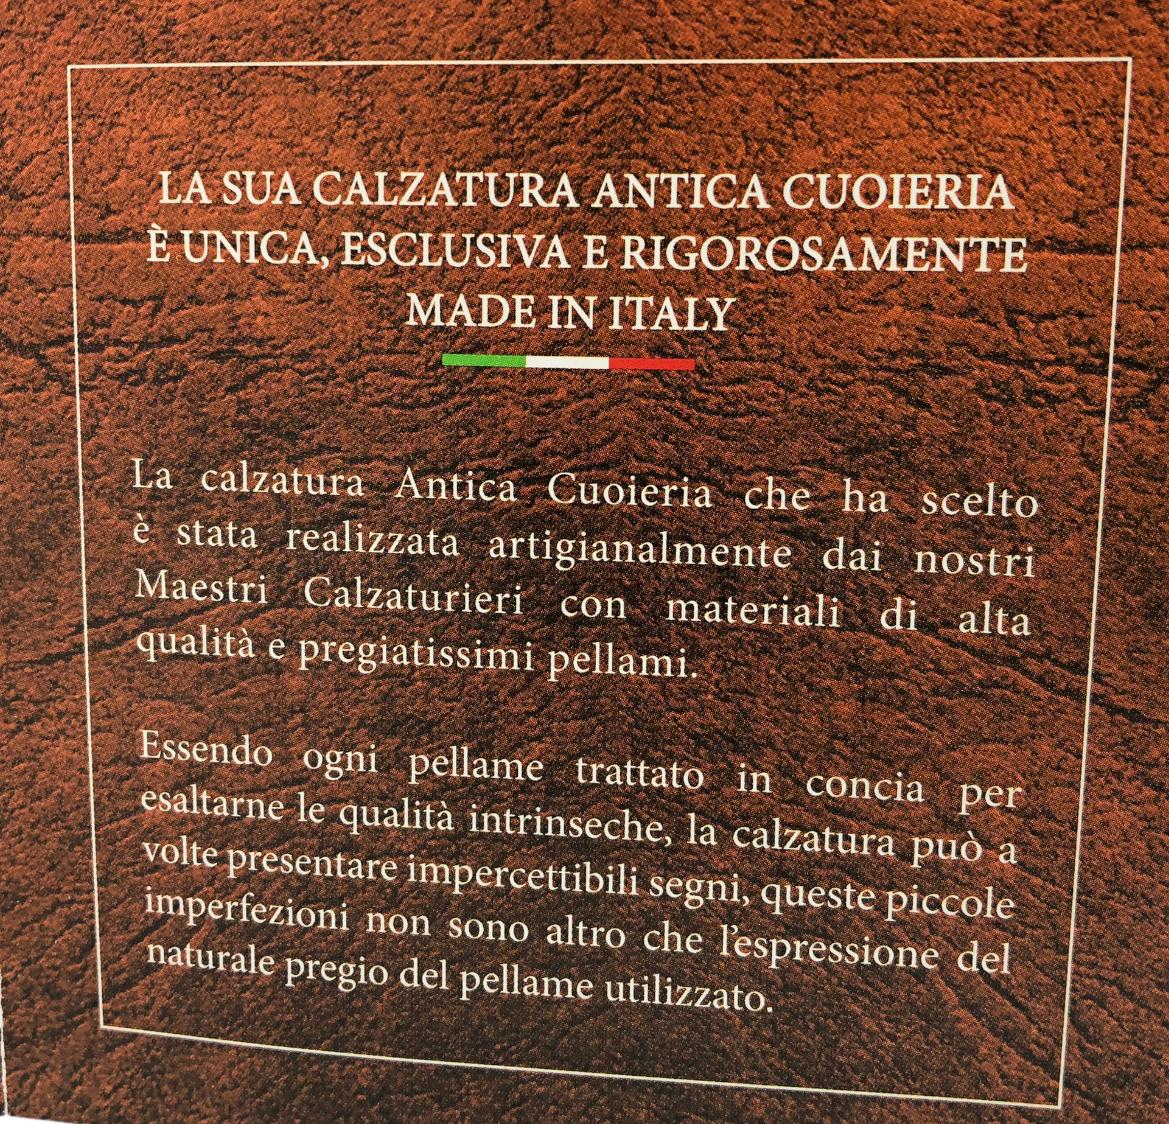 LA SUA CALZATURA ANTICA CUOIERIA
È UNICA, ESCLUSIVA E RIGOROSAMENTE
MADE IN ITALY
La calzatura Antica Cuoieria che ha scelto
è stata realizzata artigianalmente dai nostri
Maestri Calzaturieri con materiali di alta
qualità e pregiatissimi pellami.
Essendo ogni pellame trattato in concia per
esaltarne le qualità intrinseche, la calzatura può a
volte presentare impercettibili segni, queste piccole
imperfezioni non sono altro che l'espressione del
naturale pregio del pellame utilizzato.